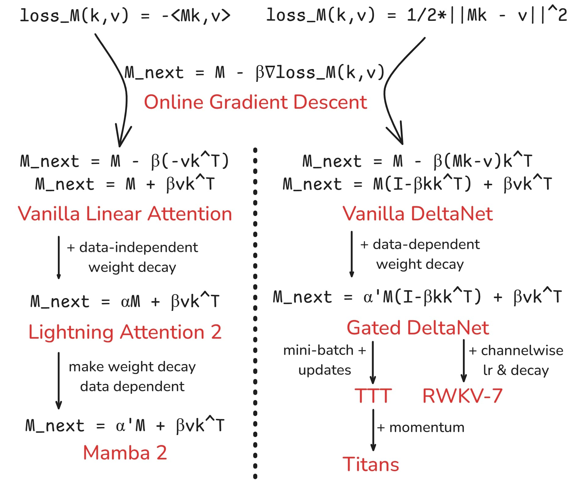 loss_M(k,v) = -<Mk,v>
loss_M(k,v) = 1/2*||Mk - v||^2
M_next = M - β∇loss_M(k,v)
Online Gradient Descent
M_next = M - β(-vk^T)
M_next = M + βvk^T
Vanilla Linear Attention
+ data-independent
weight decay
M_next = αM + βvk^T
Lightning Attention 2
make weight decay
data dependent
M_next = α'M + βvk^T
Mamba 2
M_next = M - β(Mk-v)k^T
M_next = M(I-βkk^T) + βvk^T
Vanilla DeltaNet
+ data-dependent
weight decay
M_next = α'M(I-βkk^T) + βvk^T
Gated DeltaNet
mini-batch +
updates
+ channelwise
lr & decay
TTT
RWKV-7
+ momentum
Titans